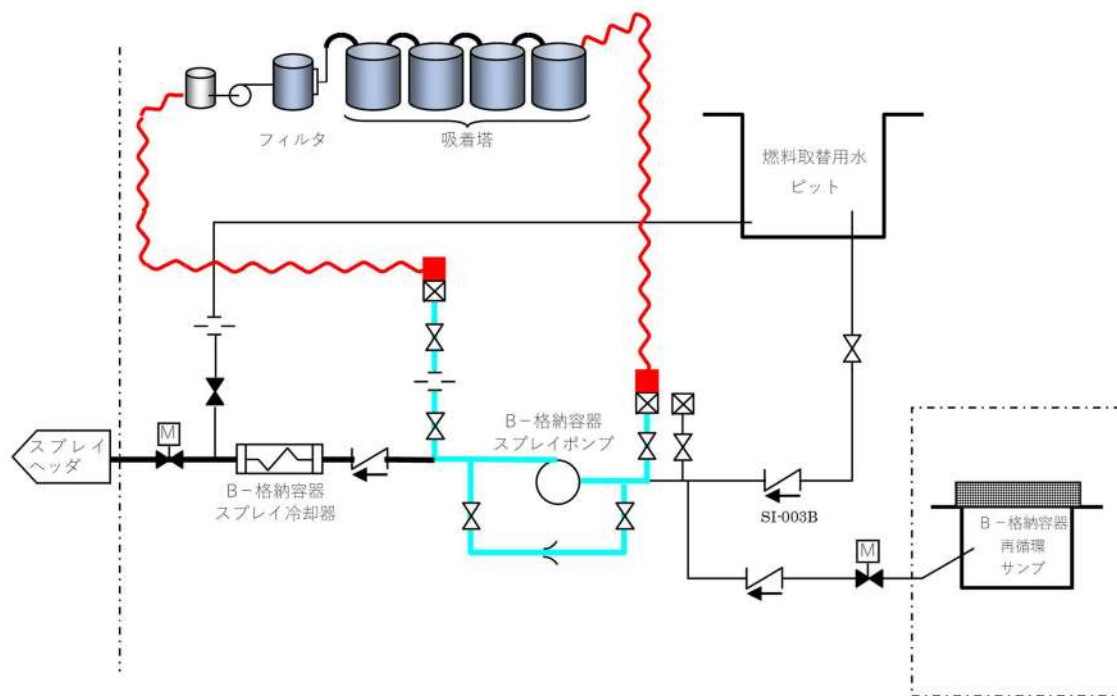 フィルタ
吸着塔
燃料取替用水
ピット
M
スプレイ
ヘッダ
B－格納容器
スプレイ冷却器
B－格納容器
スプレイポンプ
SI-003B
M
B－格納容器
再循環
サンプ